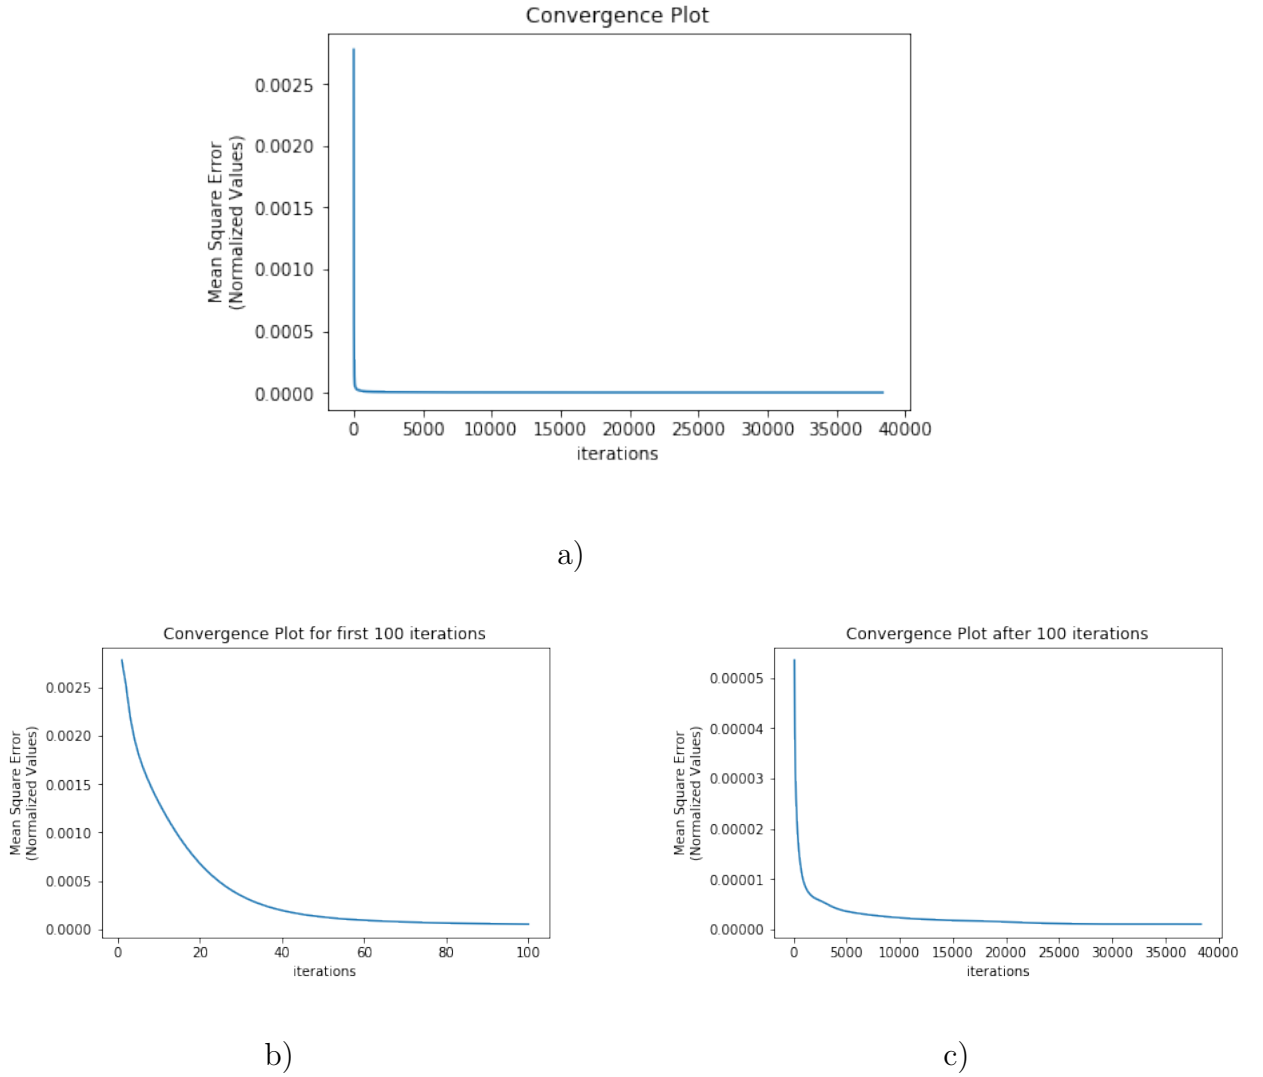 Convergence Plot
0.0025
0.0020
0.0015
0.0010
0.0005
0.0000
Mean Square Error
(Normalized Values)
0 5000 10000 15000 20000 25000 30000 35000 40000
iterations
a)
Convergence Plot for first 100 iterations
0.0025
0.0020
0.0015
0.0010
0.0005
0.0000
Mean Square Error
(Normalized Values)
0 20 40 60 80 100
iterations
b)
Convergence Plot after 100 iterations
0.00005
0.00004
0.00003
0.00002
0.00001
0.00000
Mean Square Error
(Normalized Values)
0 5000 10000 15000 20000 25000 30000 35000 40000
iterations
c)